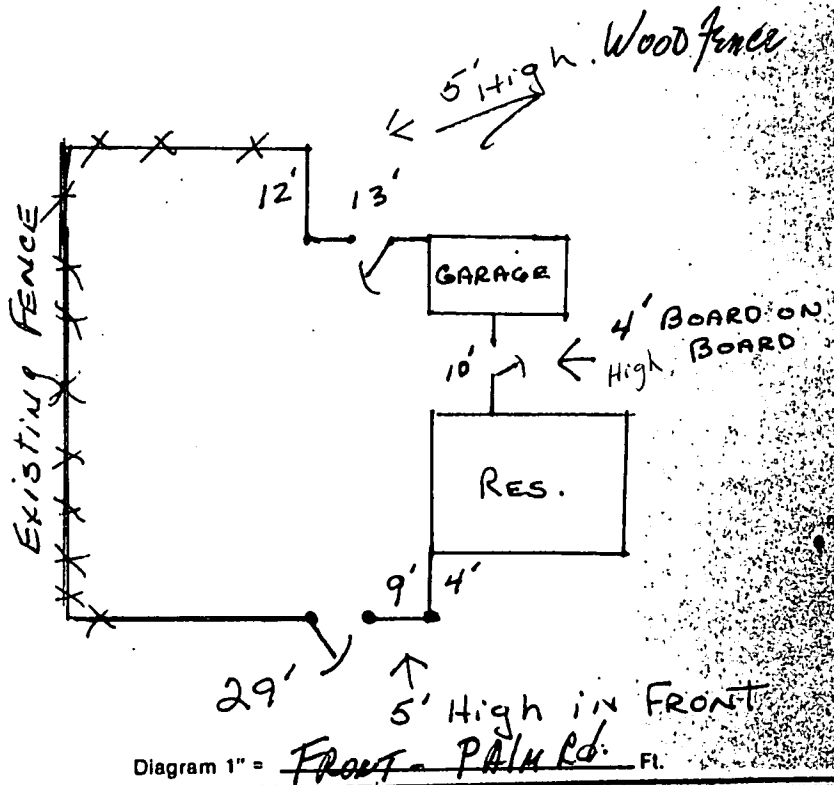 5' High. Wood Fence
12' 13'
Existing Fence
GARAGE
4' BOARD ON
High, BOARD
10'
RES.
9' 4'
29'
5' High in FRONT
Diagram 1" = FRONT - PALM Rd. Ft.